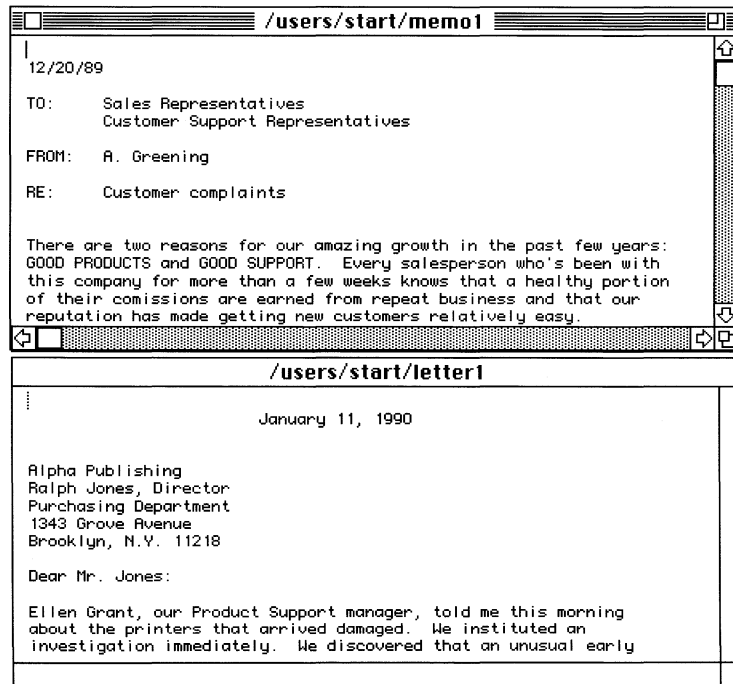 /users/start/memo1
12/20/89
TO: Sales Representatives
Customer Support Representatives
FROM: A. Greening
RE: Customer complaints
There are two reasons for our amazing growth in the past few years:
GOOD PRODUCTS and GOOD SUPPORT. Every salesperson who's been with
this company for more than a few weeks knows that a healthy portion
of their comissions are earned from repeat business and that our
reputation has made getting new customers relatively easy.
/users/start/letter1
January 11, 1990
Alpha Publishing
Ralph Jones, Director
Purchasing Department
1343 Grove Avenue
Brooklyn, N.Y. 11218
Dear Mr. Jones:
Ellen Grant, our Product Support manager, told me this morning
about the printers that arrived damaged. We instituted an
investigation immediately. We discovered that an unusual early